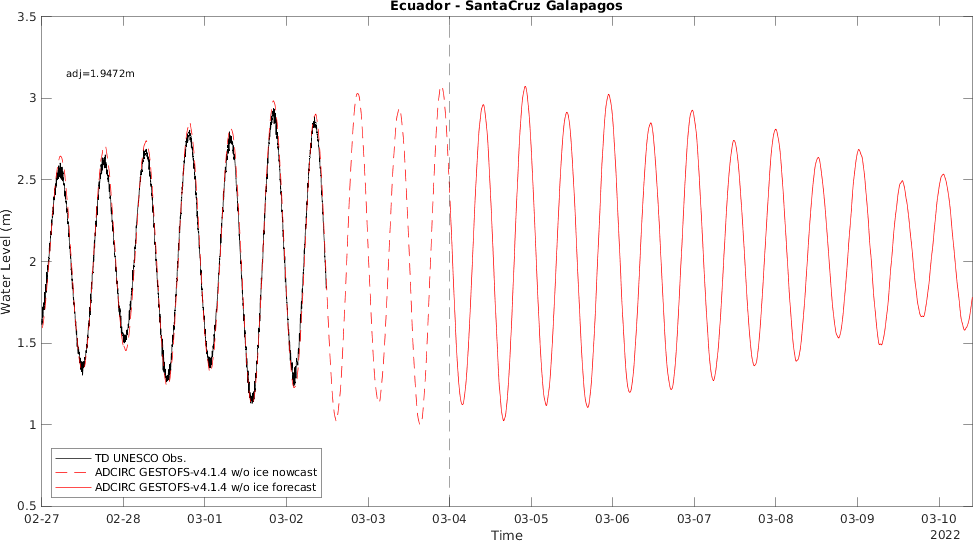 Ecuador - SantaCruz Galapagos
adj=1.9472m
Water Level (m)
3.5
3
2.5
2
1.5
1
0.5
TD UNESCO Obs.
ADCIRC GESTOFS-v4.1.4 w/o ice nowcast
ADCIRC GESTOFS-v4.1.4 w/o ice forecast
02-27 02-28 03-01 03-02 03-03 03-04 03-05 03-06 03-07 03-08 03-09 03-10
2022
Time